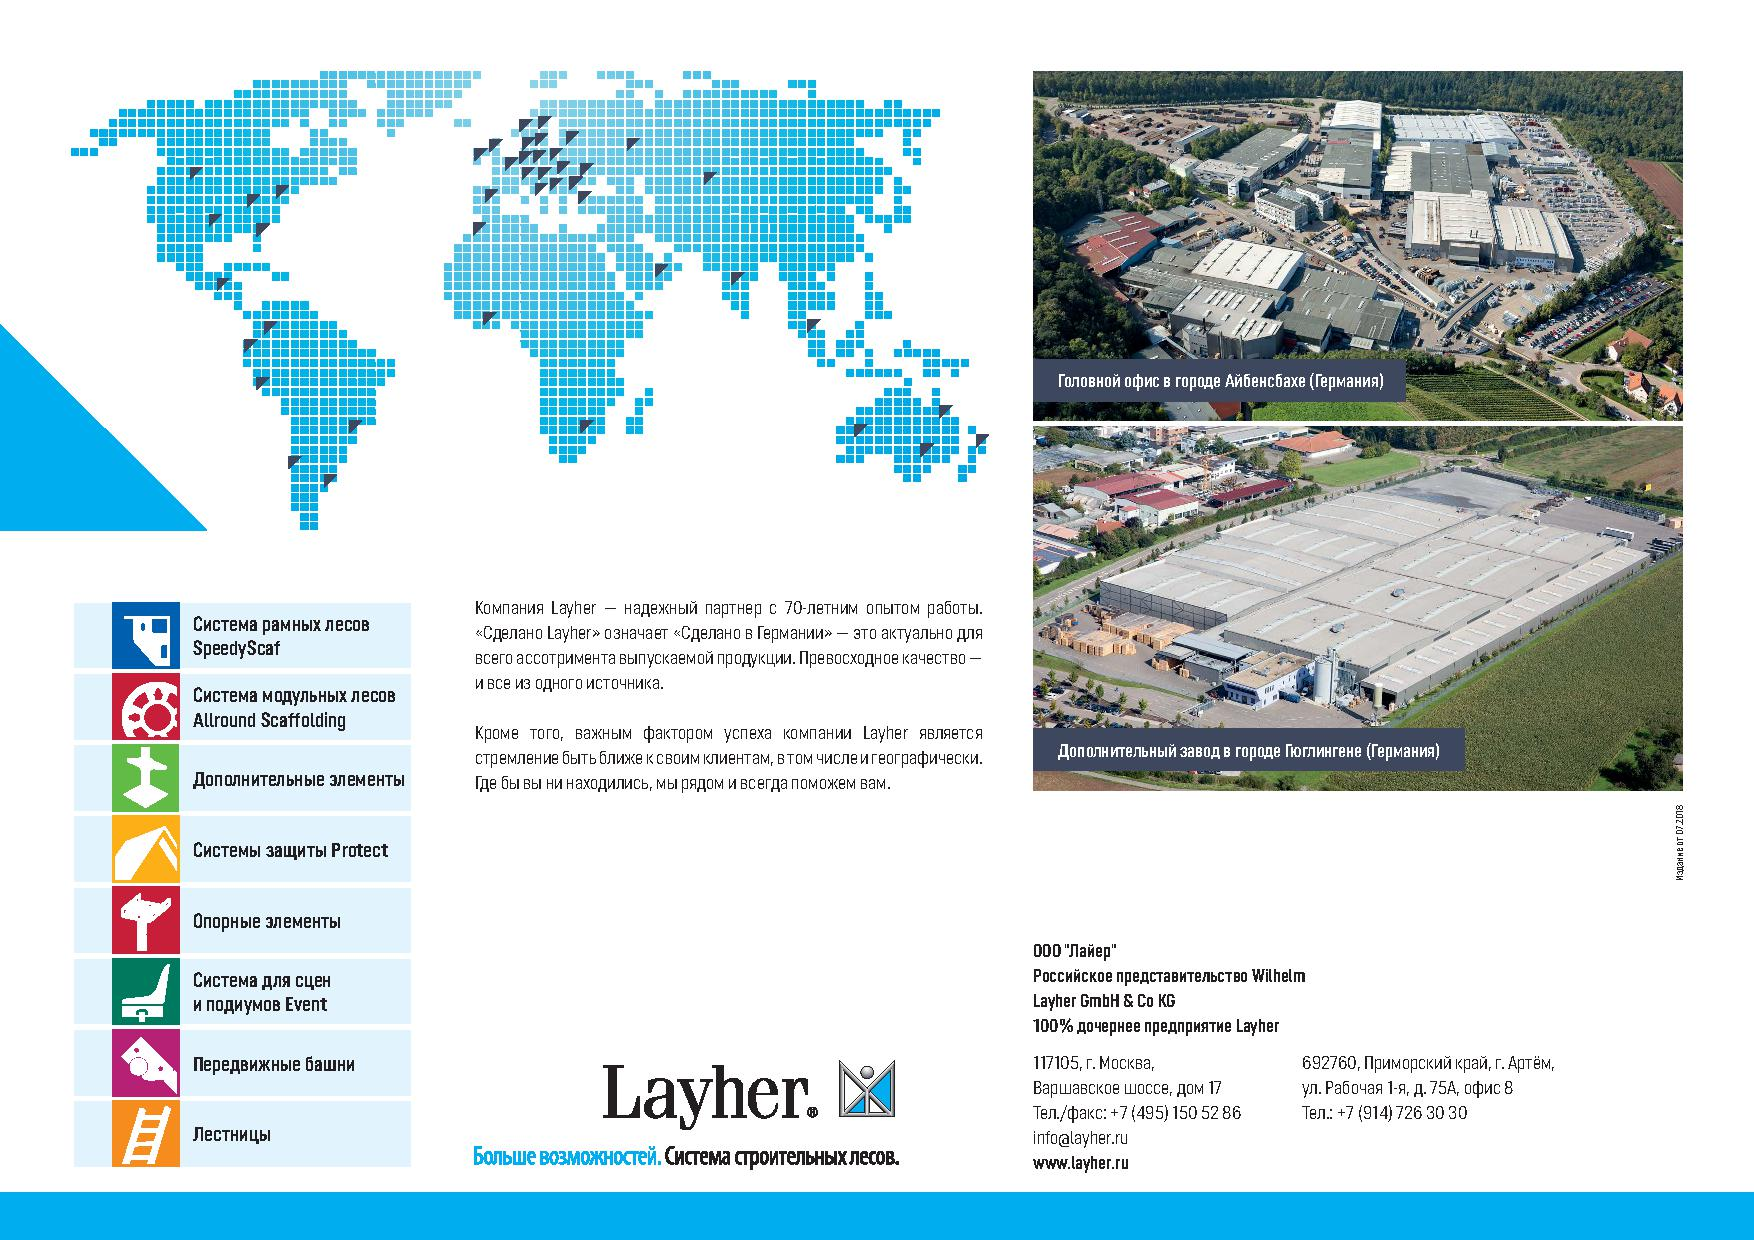 Головной офис в городе Айбенсбахе (Германия)
Дополнительный завод в городе Гюглингене (Германия)
Издание от 07.2018
Система рамных лесов
SpeedyScaf
Система модульных лесов
Allround Scaffolding
Дополнительные элементы
Системы защиты Protect
Опорные элементы
Система для сцен
и подиумов Event
Передвижные башни
Лестницы
Компания Layher – надежный партнер с 70-летним опытом работы.
«Сделано Layher» означает «Сделано в Германии» – это актуально для
всего ассотримента выпускаемой продукции. Превосходное качество –
и все из одного источника.
Кроме того, важным фактором успеха компании Layher является
стремление быть ближе к своим клиентам, в том числе и географически.
Где бы вы ни находились, мы рядом и всегда поможем вам.
Layher.®
Больше возможностей. Система строительных лесов.
ООО "Лайер"
Российское представительство Wilhelm
Layher GmbH & Co KG
100% дочернее предприятие Layher
117105, г. Москва,
Варшавское шоссе, дом 17
Тел./факс: +7 (495) 150 52 86
info@layher.ru
www.layher.ru
692760, Приморский край, г. Артём,
ул. Рабочая 1-я, д. 75А, офис 8
Тел.: +7 (914) 726 30 30